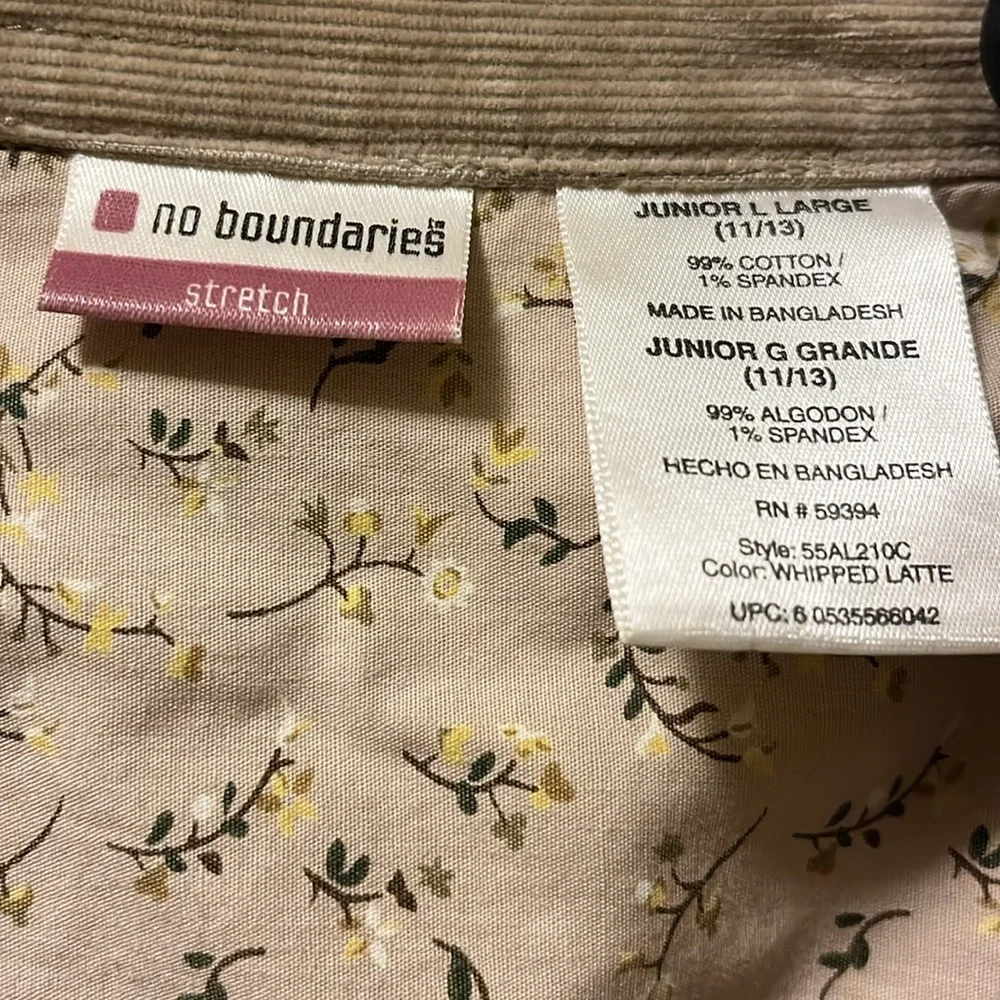 no boundaries
stretch
JUNIOR L LARGE
(11/13)
99% COTTON /
1% SPANDEX
MADE IN BANGLADESH
JUNIOR G GRANDE
(11/13)
99% ALGODON /
1% SPANDEX
HECHO EN BANGLADESH
RN # 59394
Style: 55AL210C
Color: WHIPPED LATTE
UPC: 6 0535566042